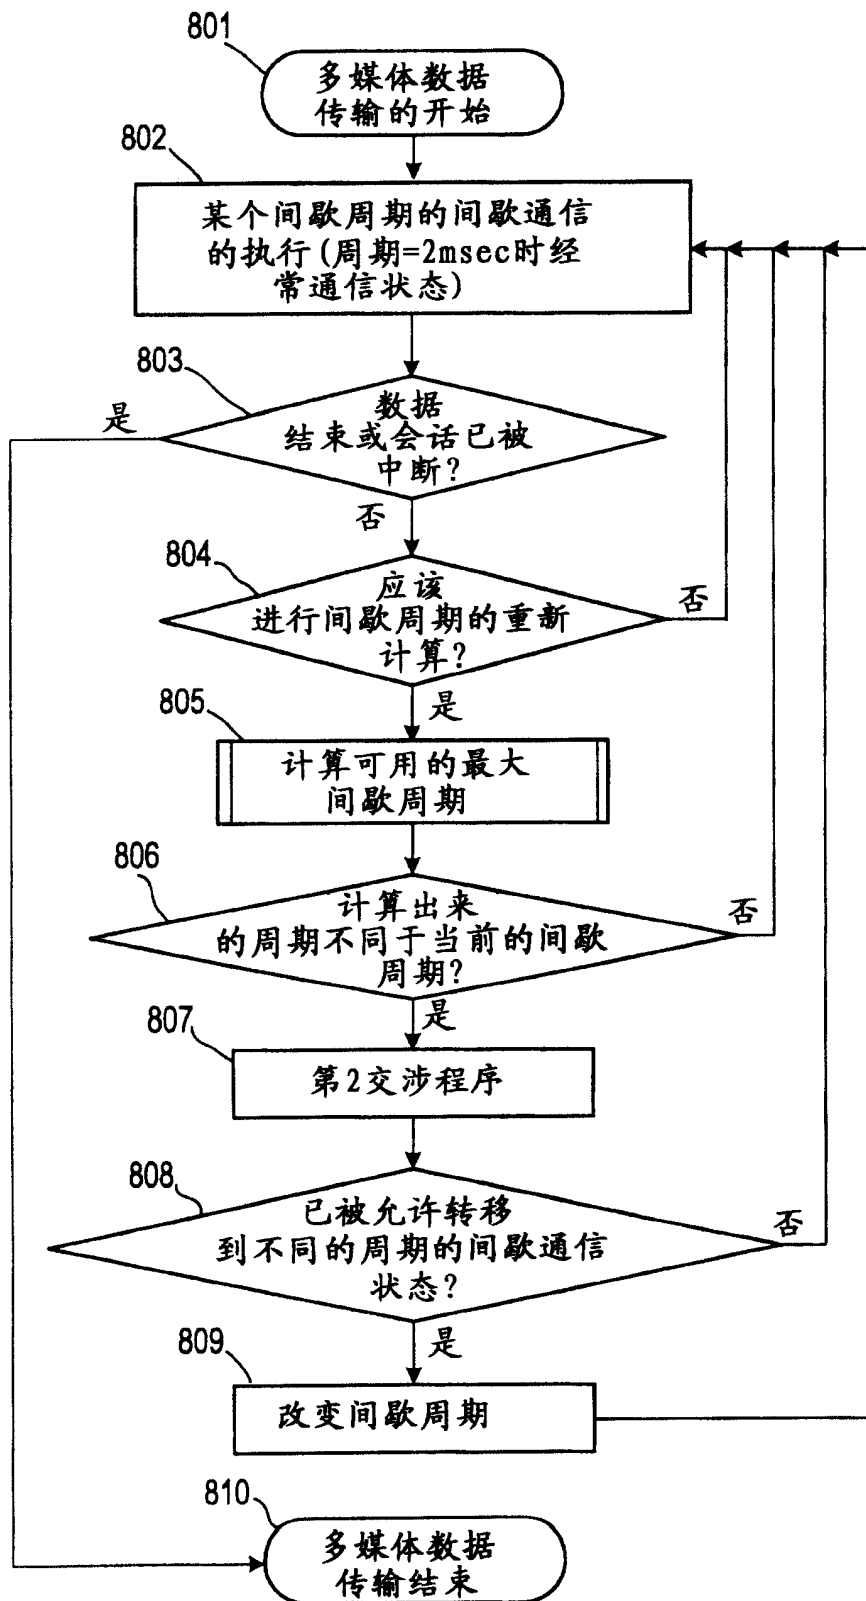 801
多媒体数据
传输的开始
802
某个间歇周期的间歇通信
的执行(周期=2msec时经
常通信状态)
803
是
数据
结束或会话已被
中断?
否
804
应该
进行间歇周期的重新
计算?
否
是
805
计算可用的最大
间歇周期
806
计算出来
的周期不同于当前的间歇
周期?
否
是
807
第2交涉程序
808
已被允许转移
到不同的周期的间歇通信
状态?
否
是
809
改变间歇周期
810
多媒体数据
传输结束